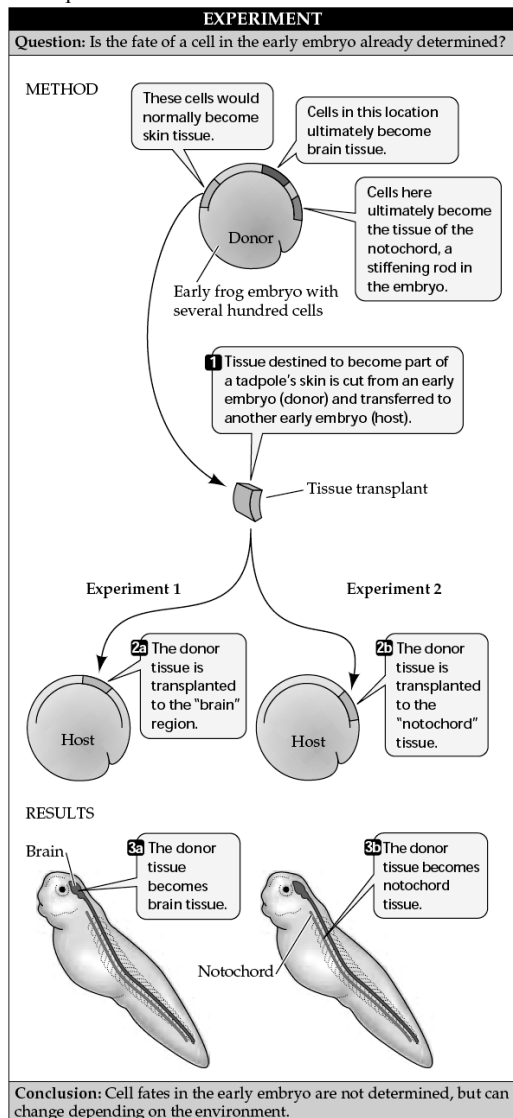 EXPERIMENT
Question: Is the fate of a cell in the early embryo already determined?
METHOD
These cells would
normally become
skin tissue.
Cells in this location
ultimately become
brain tissue.
Cells here
ultimately become
the tissue of the
notochord, a
stiffening rod in
the embryo.
Donor
Early frog embryo with
several hundred cells
1 Tissue destined to become part of
a tadpole's skin is cut from an early
embryo (donor) and transferred to
another early embryo (host).
Tissue transplant
Experiment 1
Experiment 2
2a The donor
tissue is
transplanted
to the "brain"
region.
Host
2b The donor
tissue is
transplanted
to the
"notochord"
tissue.
Host
RESULTS
Brain
3a The donor
tissue
becomes
brain tissue.
3b The donor
tissue becomes
notochord
tissue.
Notochord
Conclusion: Cell fates in the early embryo are not determined, but can
change depending on the environment.